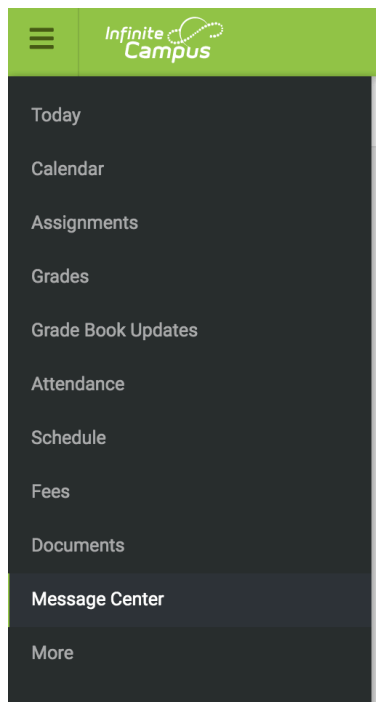 Infinite
Campus
Today
Calendar
Assignments
Grades
Grade Book Updates
Attendance
Schedule
Fees
Documents
Message Center
More